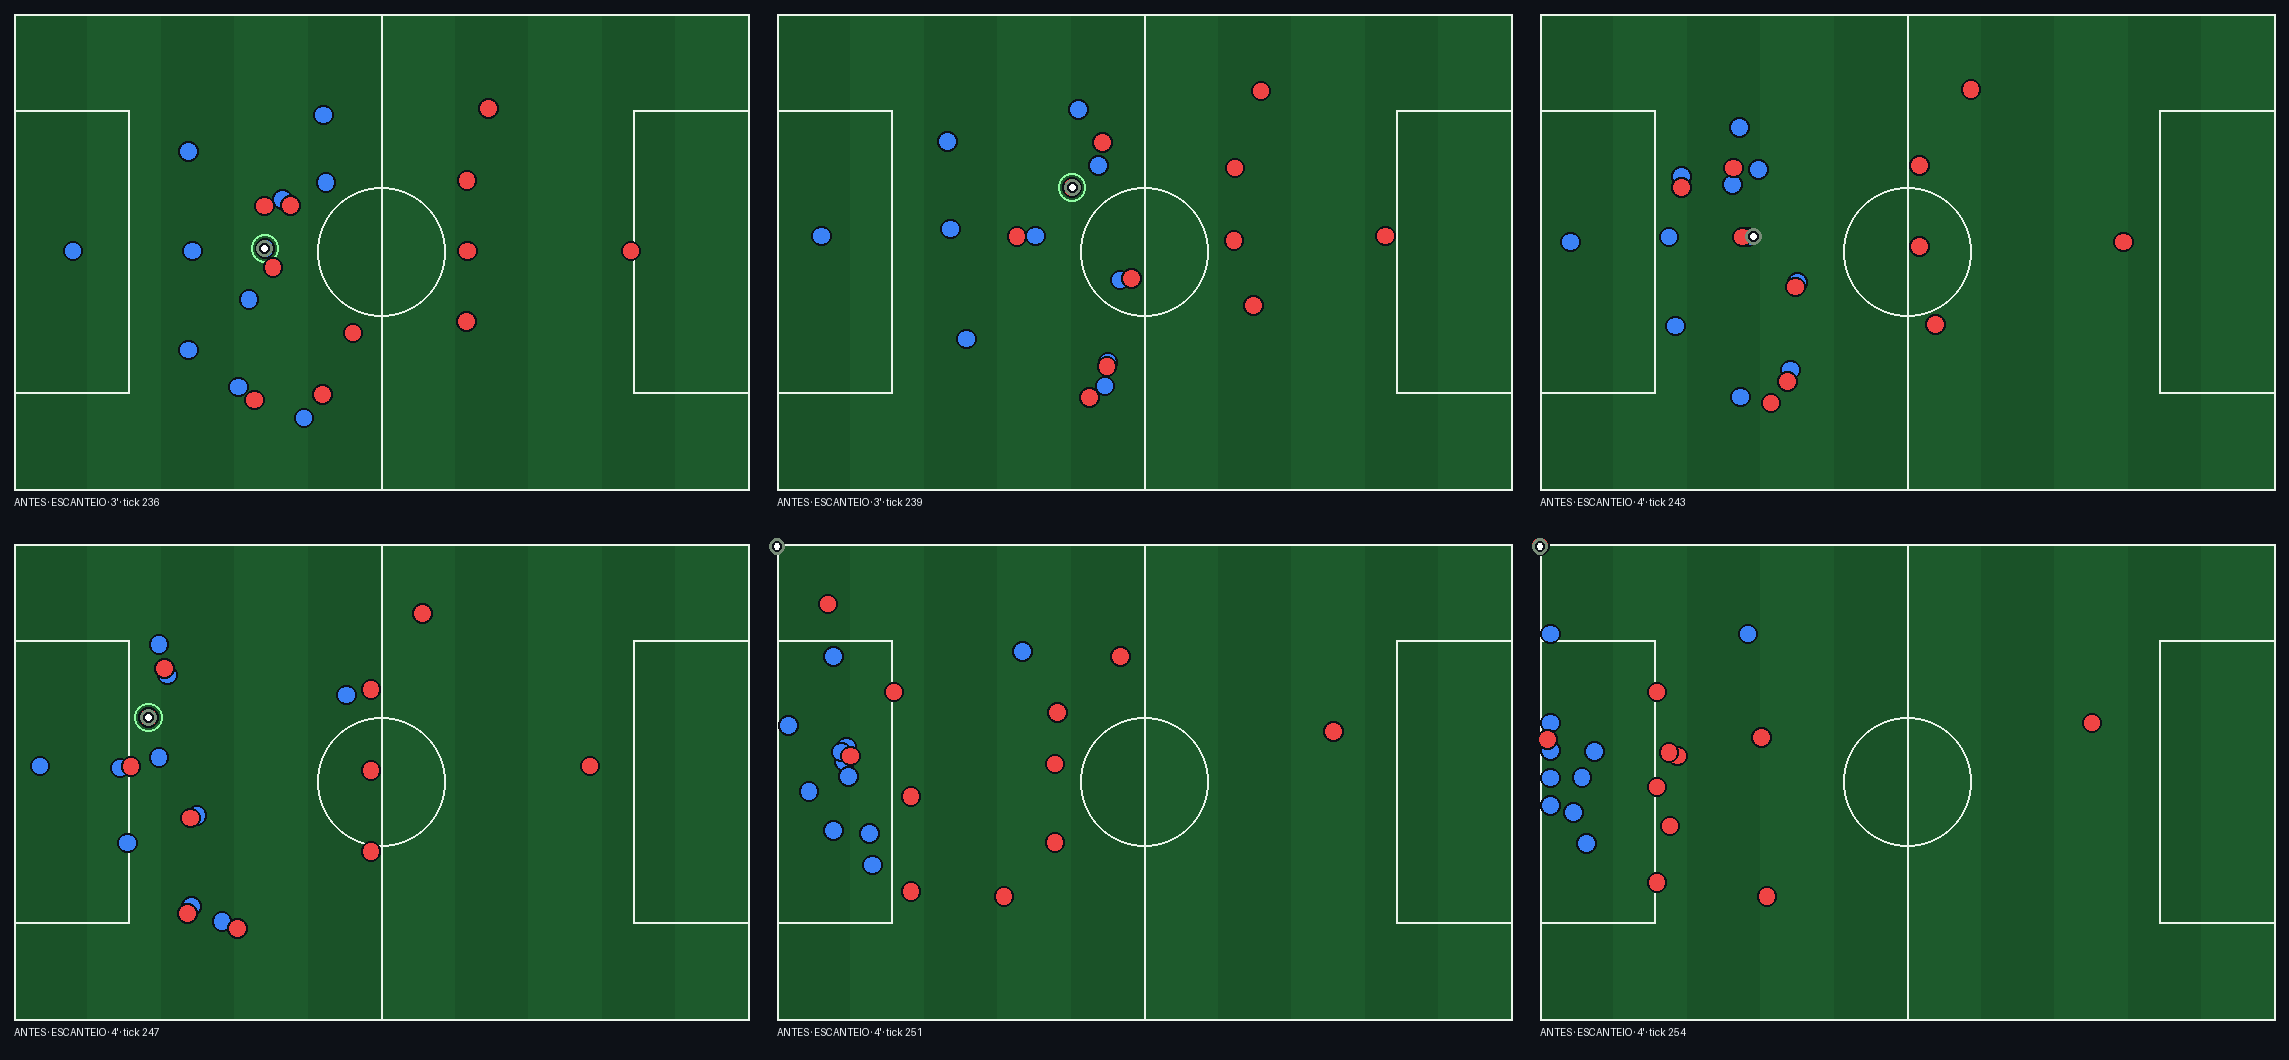 ANTES·ESCANTEIO·3'·tick 236
ANTES·ESCANTEIO·3'·tick 239
ANTES·ESCANTEIO·4'·tick 243
ANTES·ESCANTEIO·4'·tick 247
ANTES·ESCANTEIO·4'·tick 251
ANTES·ESCANTEIO·4'·tick 254